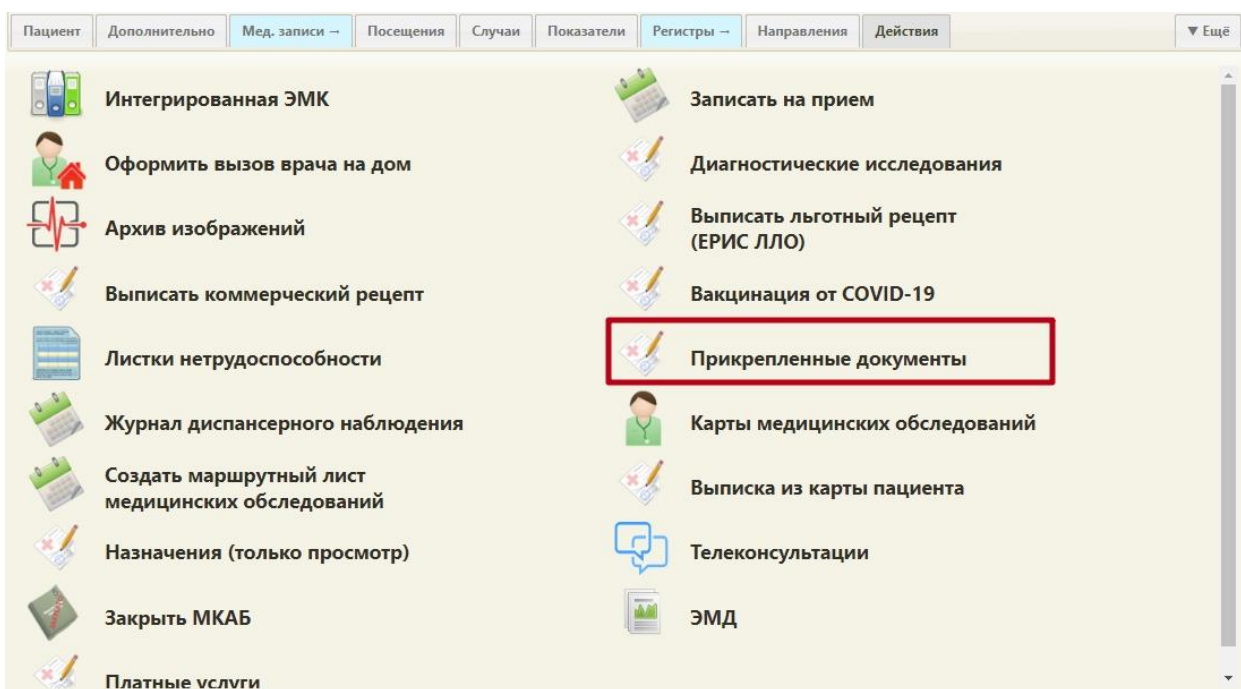 Пациент
Дополнительно
Мед. записи →
Посещения
Случаи
Показатели
Регистры →
Направления
Действия
▼ Ещё
Интегрированная ЭМК
Записать на прием
Оформить вызов врача на дом
Диагностические исследования
Архив изображений
Выписать льготный рецепт
(ЕРИС ЛЛО)
Выписать коммерческий рецепт
Вакцинация от COVID-19
Листки нетрудоспособности
Прикрепленные документы
Журнал диспансерного наблюдения
Карты медицинских обследований
Создать маршрутный лист
медицинских обследований
Выписка из карты пациента
Назначения (только просмотр)
Телеконсультации
Закрыть МКАБ
ЭМД
Платные услуги